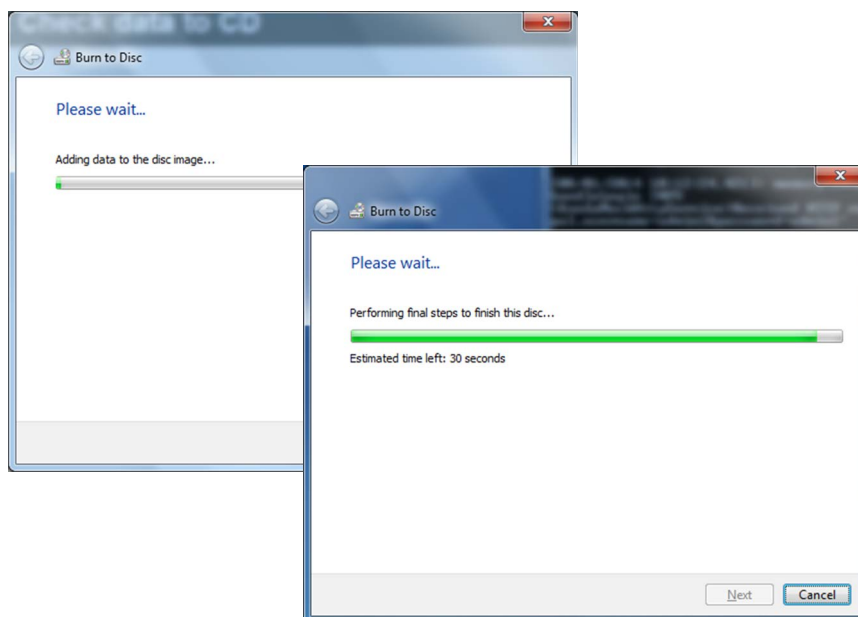 Check data to CD
Burn to Disc
Please wait...
Adding data to the disc image...
Burn to Disc
Please wait...
Performing final steps to finish this disc...
Estimated time left: 30 seconds
Next
Cancel